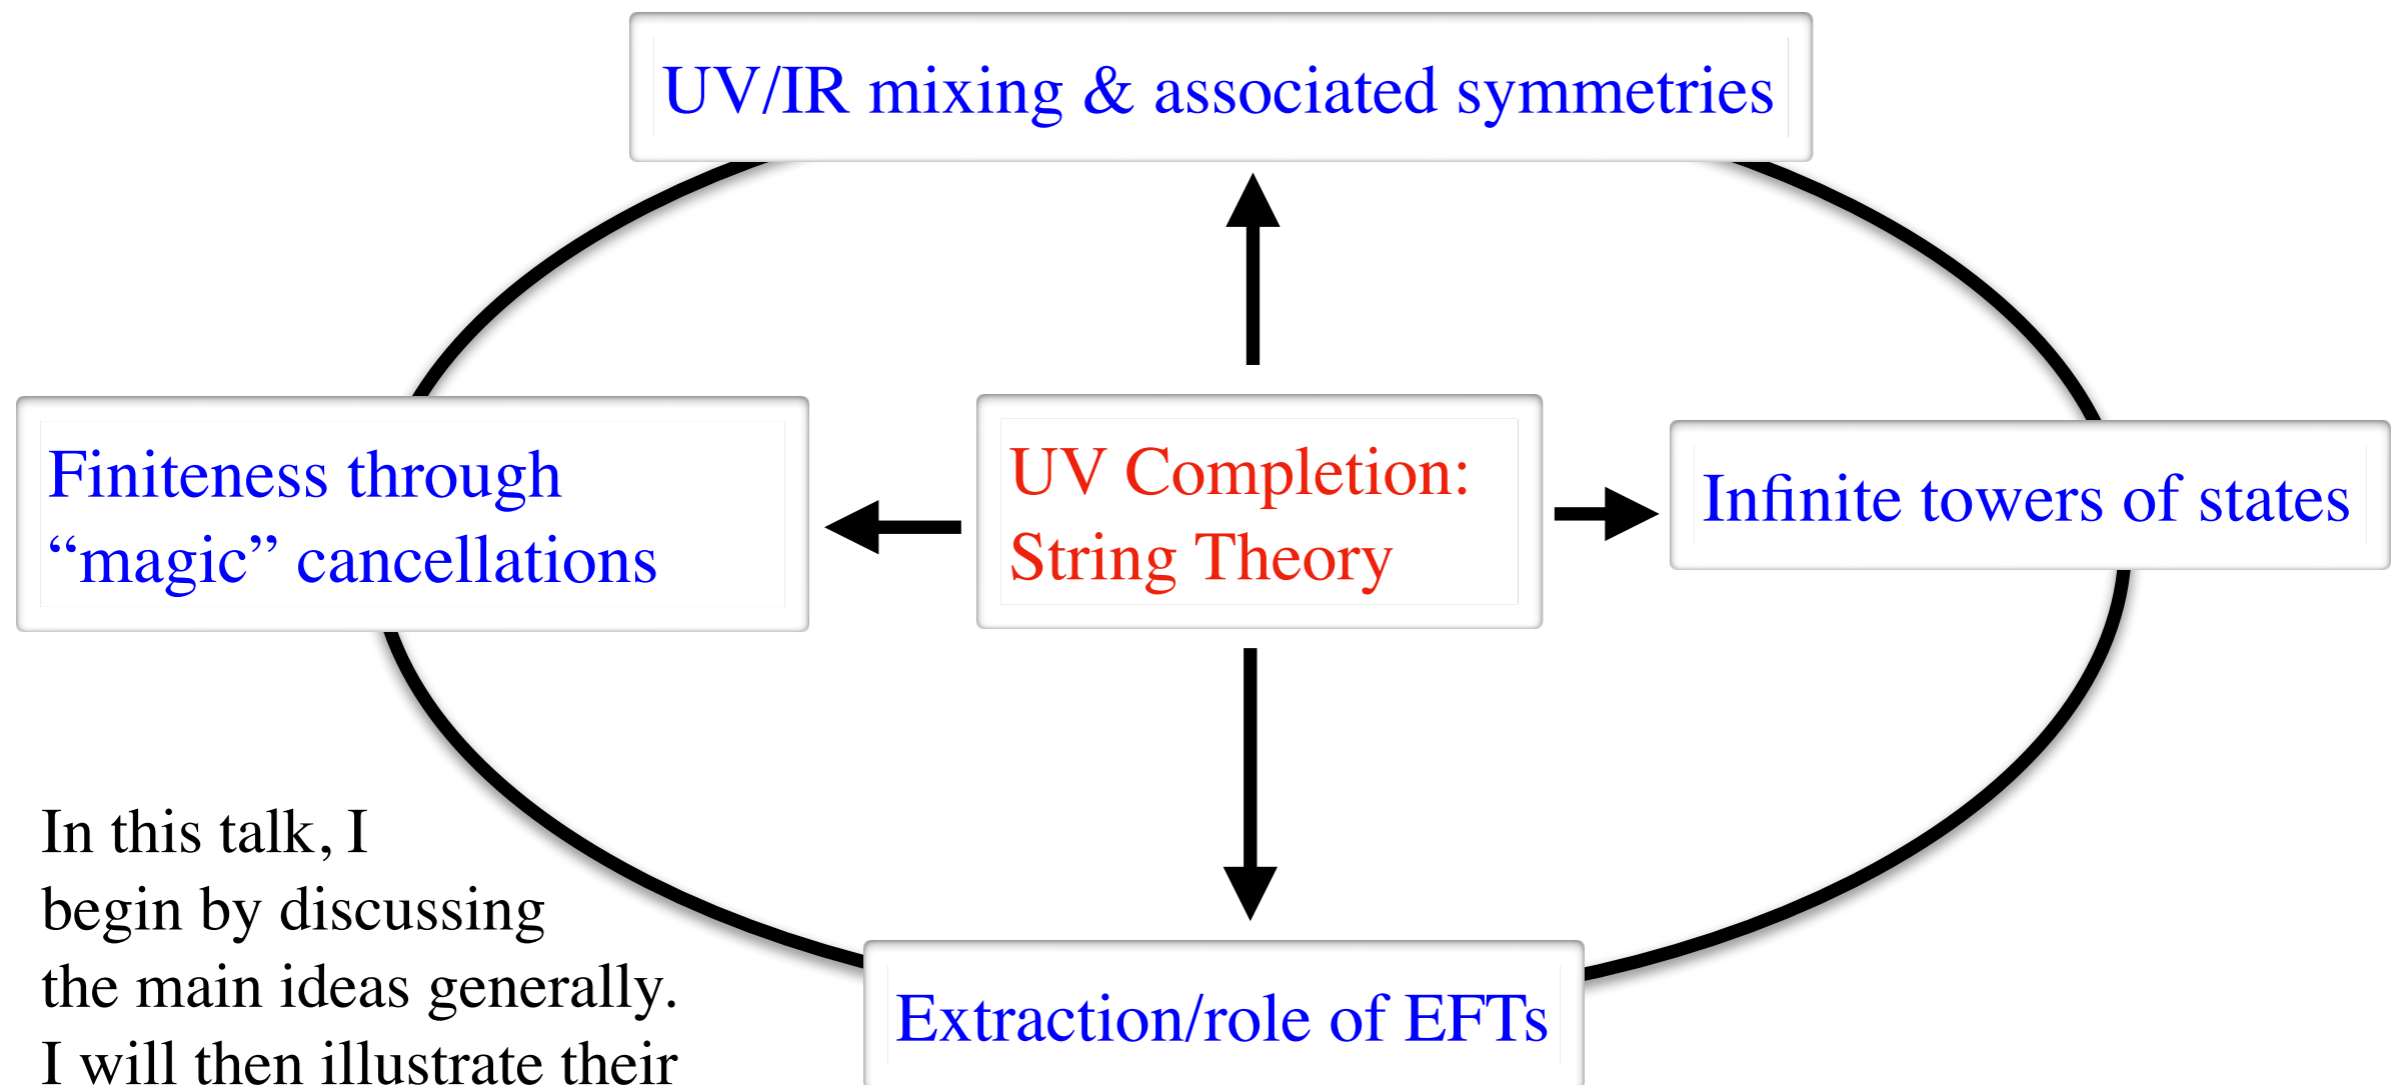 UV/IR mixing & associated symmetries
Finiteness through
“magic” cancellations
UV Completion:
String Theory
Infinite towers of states
In this talk, I
begin by discussing
the main ideas generally.
I will then illustrate their
Extraction/role of EFTs